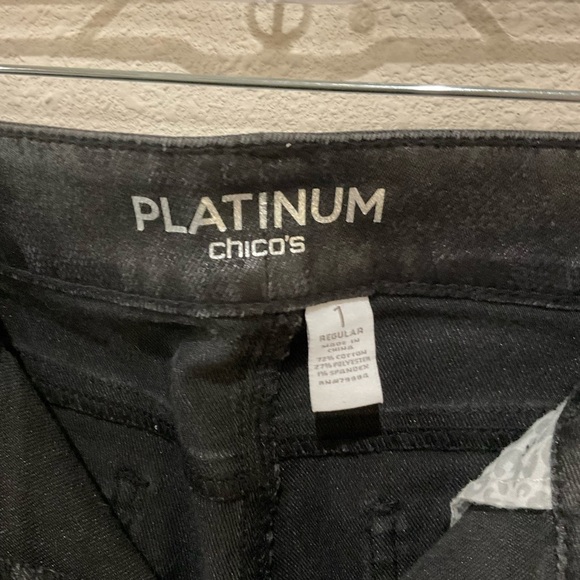 PLATINUM
chico's
1
REGULAR
MADE IN
CHINA
72% COTTON
27% POLYESTER
1% SPANDEX